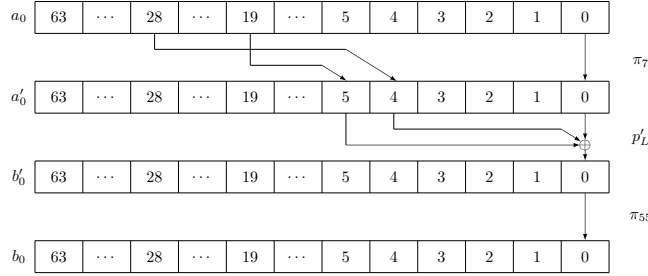 a₀ 63 ⋯ 28 ⋯ 19 ⋯ 5 4 3 2 1 0
π₇
a′₀ 63 ⋯ 28 ⋯ 19 ⋯ 5 4 3 2 1 0
p′L
b′₀ 63 ⋯ 28 ⋯ 19 ⋯ 5 4 3 2 1 0
π₅₅
b₀ 63 ⋯ 28 ⋯ 19 ⋯ 5 4 3 2 1 0